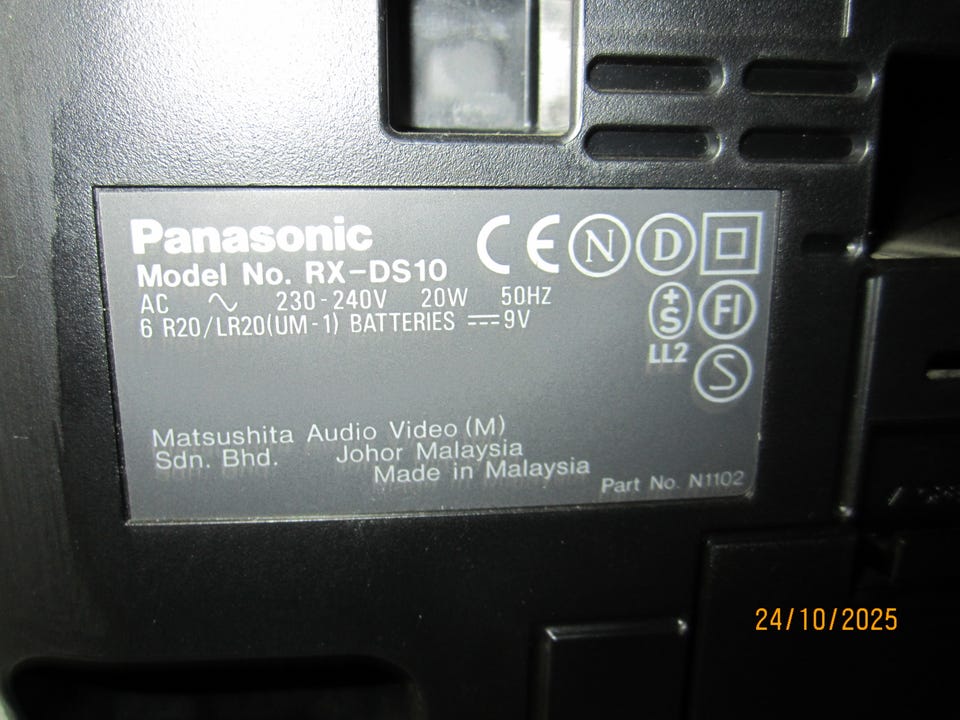 Panasonic
Model No. RX-DS10
AC ∿ 230-240V 20W 50HZ
6 R20/LR20(UM-1) BATTERIES ⎓ 9V
CE N D
+S FI
LL2
S
Matsushita Audio Video (M)
Sdn. Bhd. Johor Malaysia
Made in Malaysia
Part No. N1102
24/10/2025